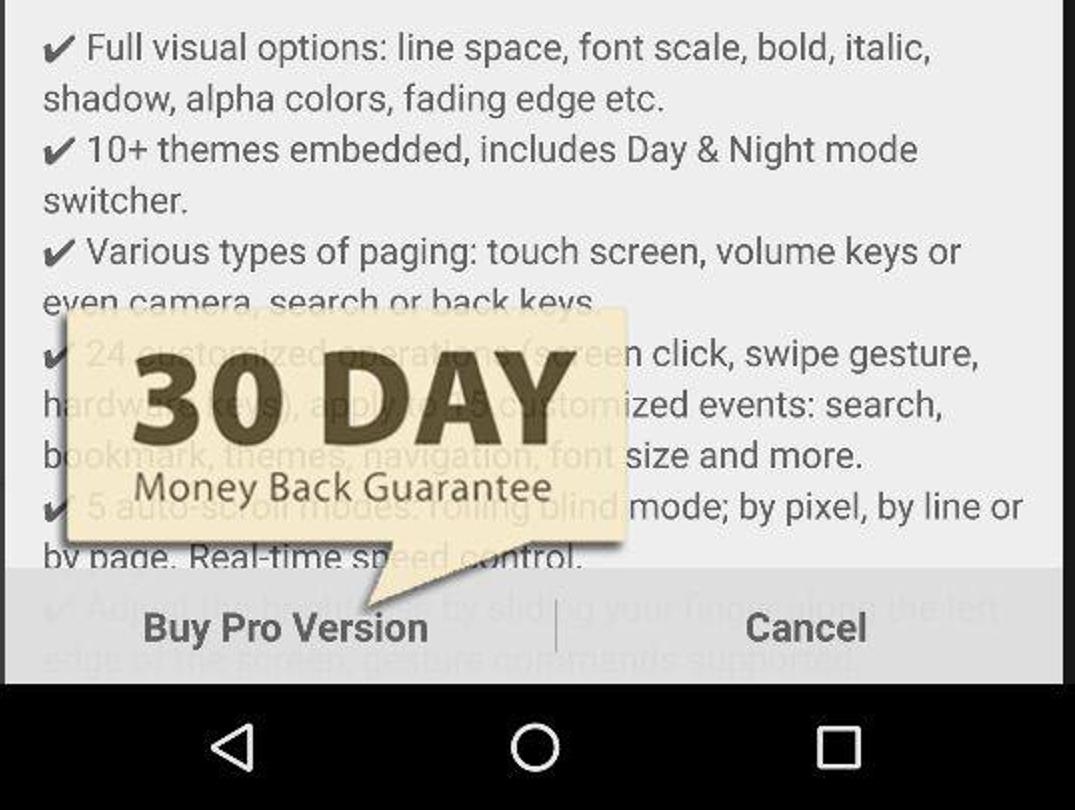 ✔ Full visual options: line space, font scale, bold, italic,
shadow, alpha colors, fading edge etc.
✔ 10+ themes embedded, includes Day & Night mode
switcher.
✔ Various types of paging: touch screen, volume keys or
even camera, search or back keys.
✔ 24 customized operations (screen click, swipe gesture,
hardware keys), apply to 15 customized events: search,
bookmark, themes, navigation, font size and more.
✔ 5 auto-scroll modes: rolling blind mode; by pixel, by line or
by page. Real-time speed control.
30 DAY
Money Back Guarantee
✔ Adjust the brightness by sliding your finger along the left
edge of the screen, gesture commands supported.
Buy Pro Version
Cancel